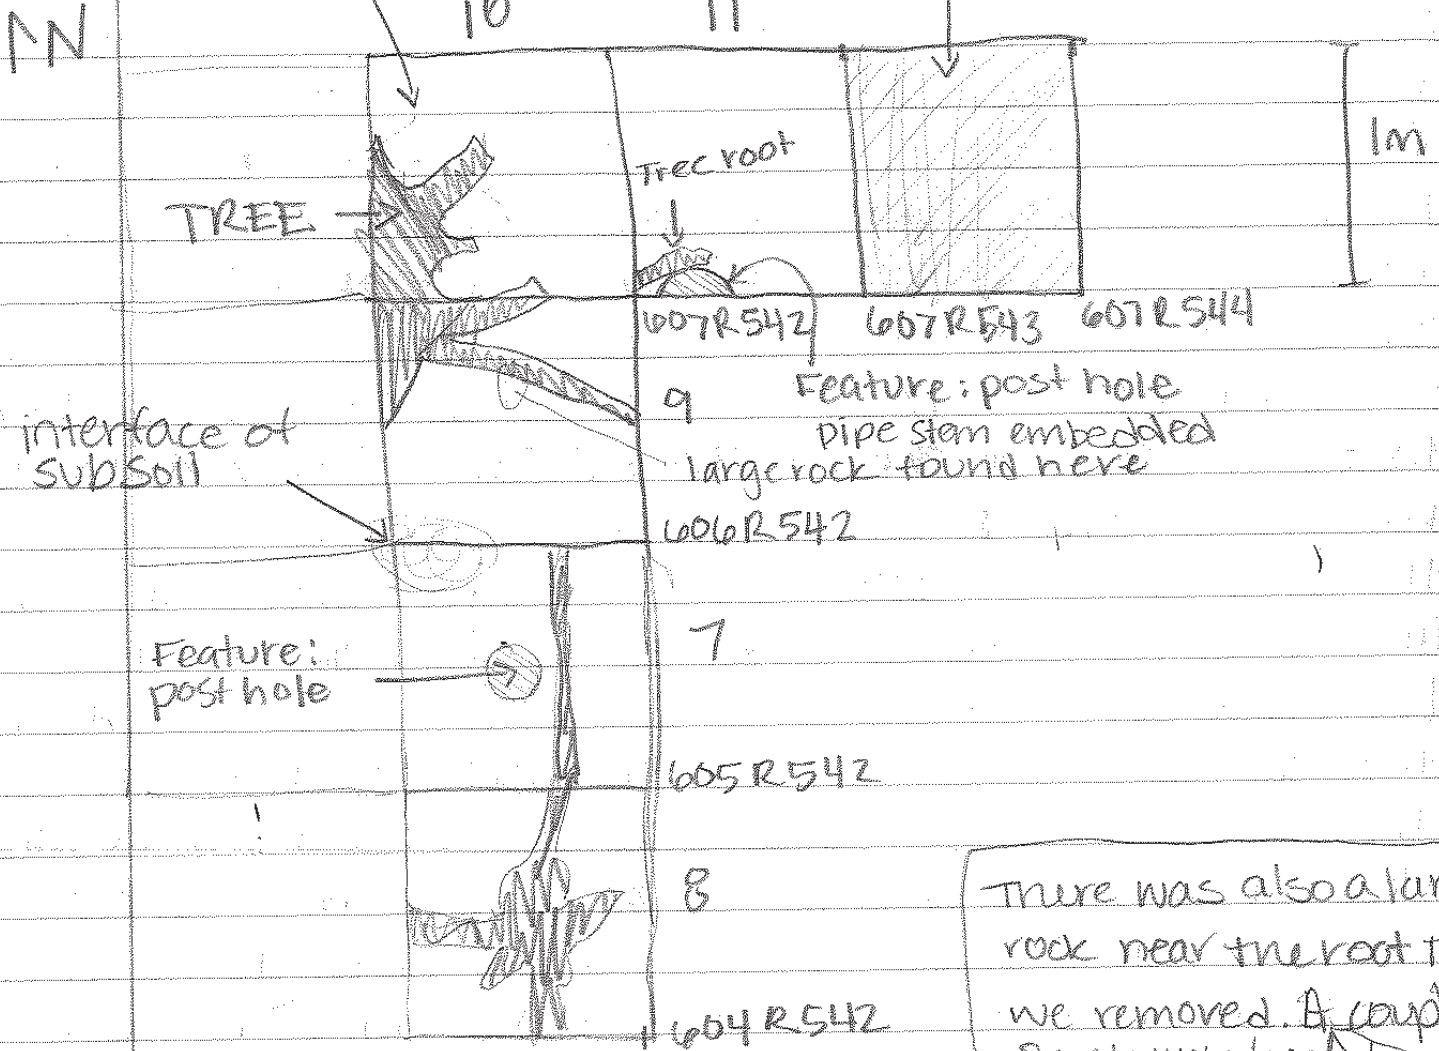 N
10
11
1m
Tree root
TREE
607R542
607R543
607R544
Feature: post hole
pipe stem embedded
9
large rock found here
interface of
subsoil
606R542
7
Feature:
post hole
605R542
8
There was also a lar
rock near the root t
we removed. A coup
604R542